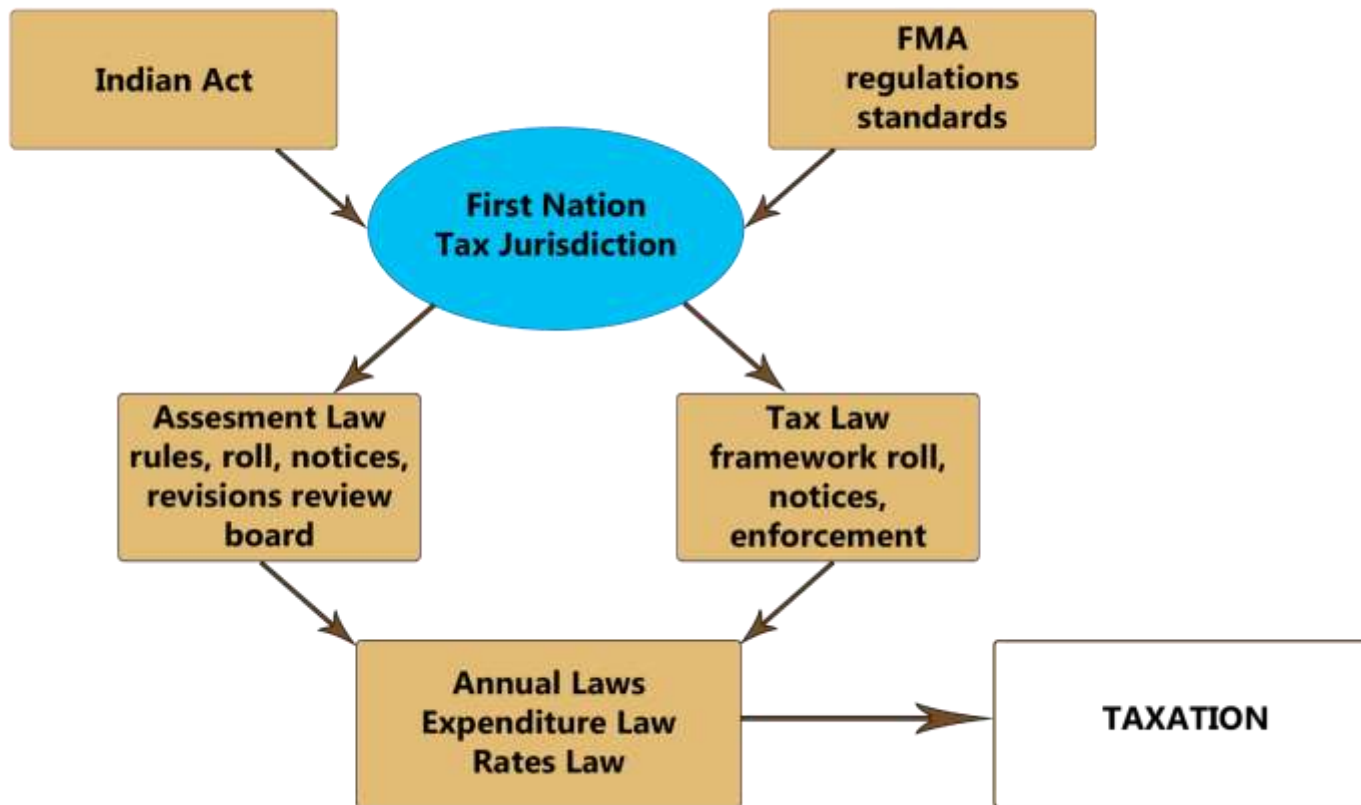 Indian Act
FMA
regulations
standards
First Nation
Tax Jurisdiction
Assesment Law
rules, roll, notices,
revisions review
board
Tax Law
framework roll,
notices,
enforcement
Annual Laws
Expenditure Law
Rates Law
TAXATION